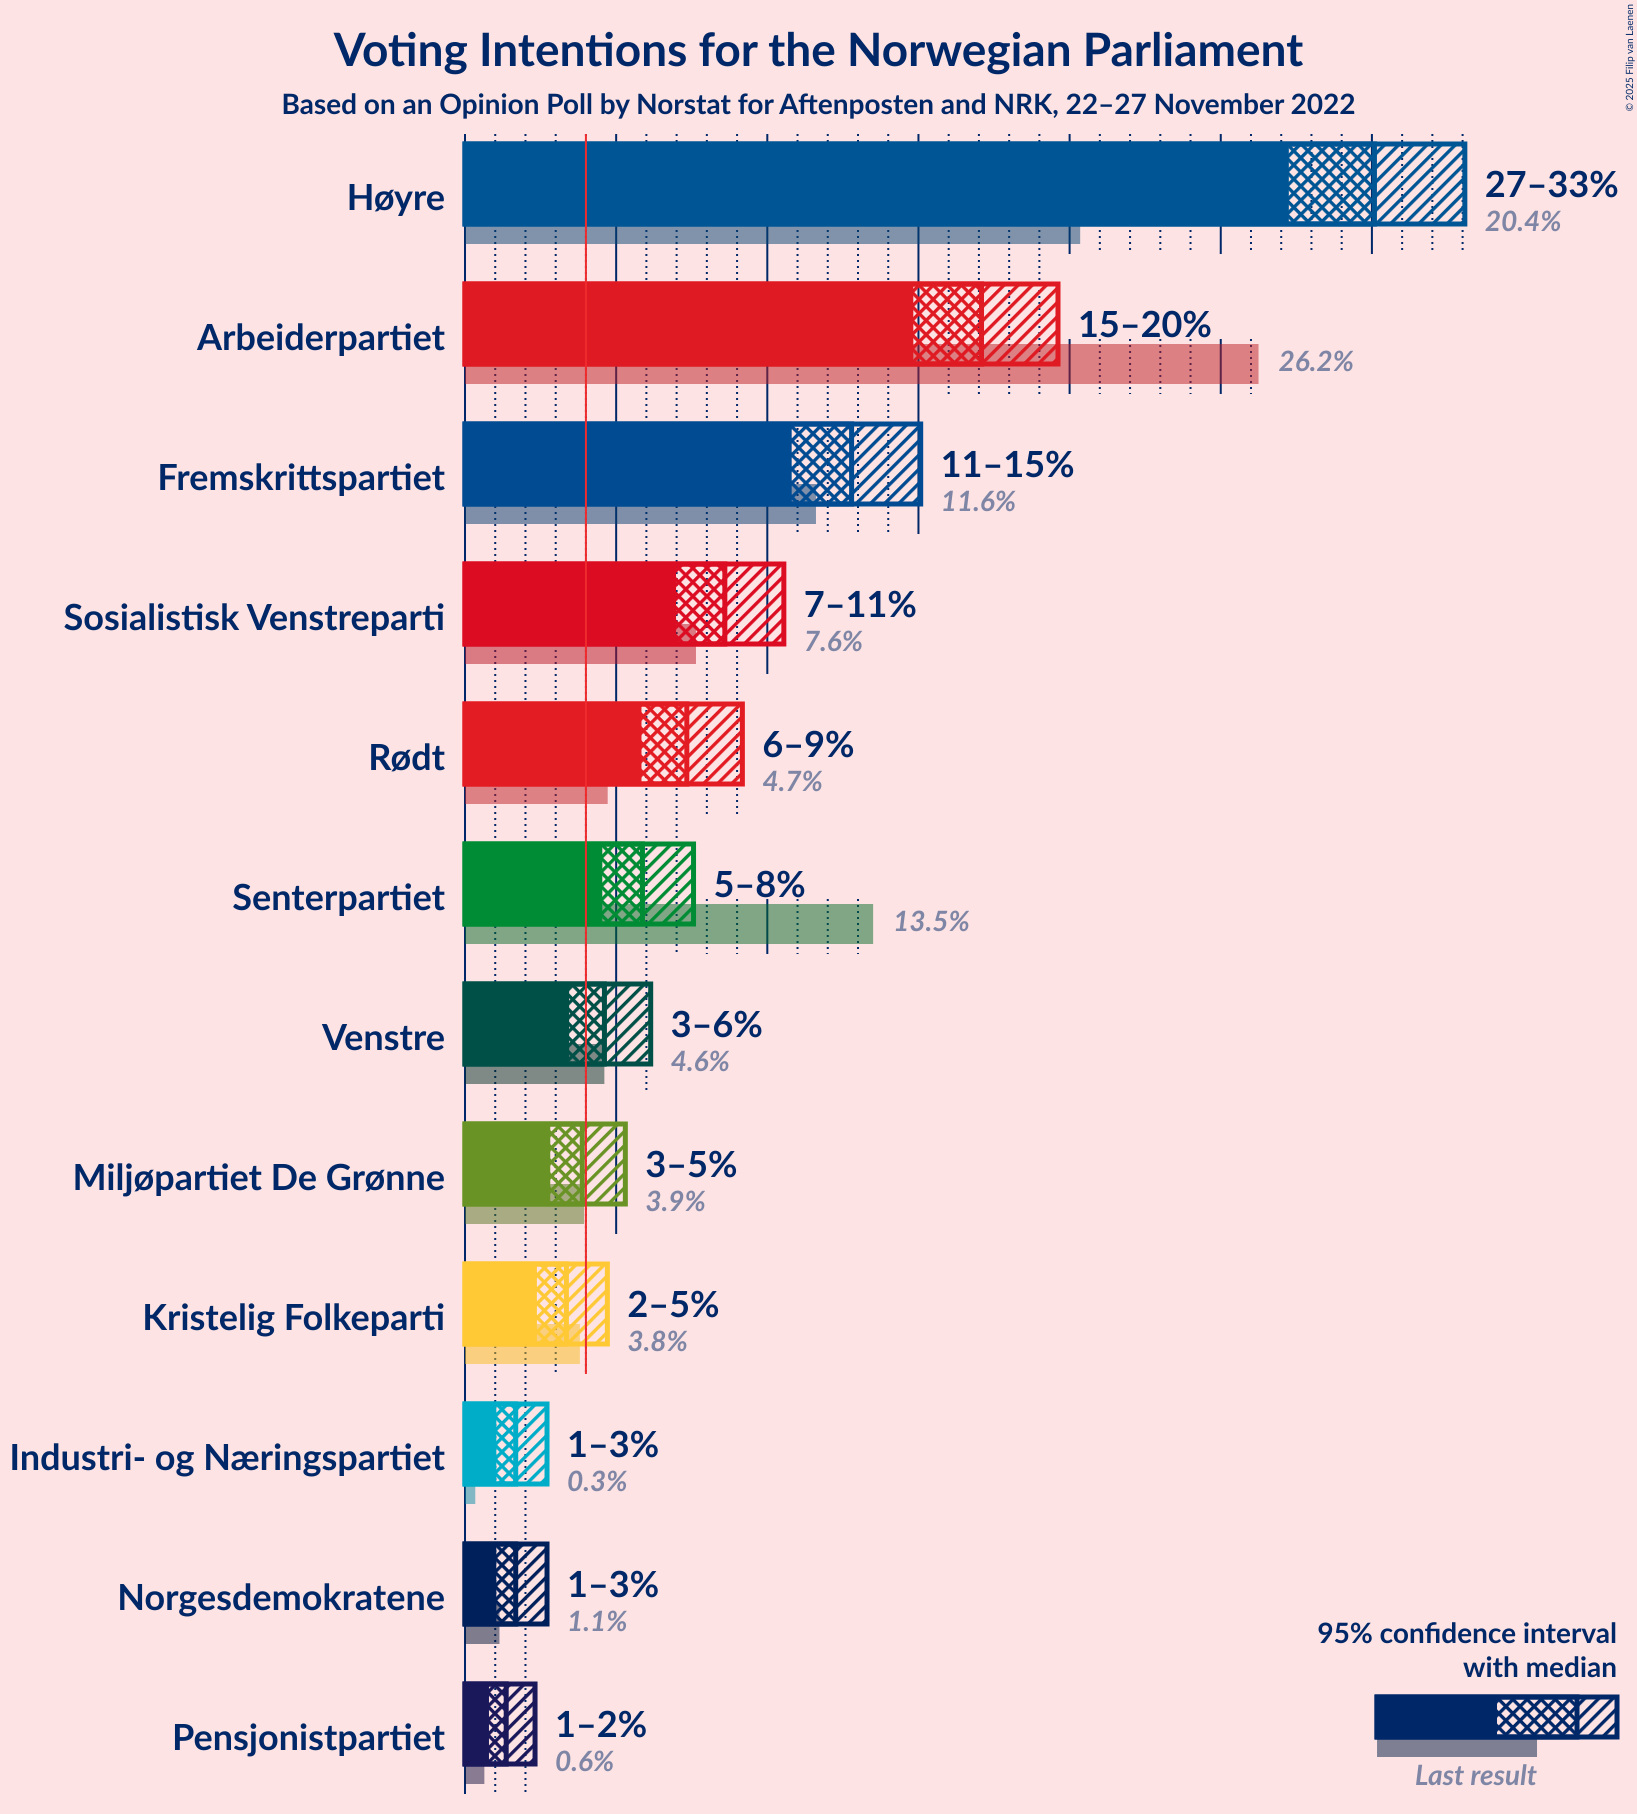 Voting Intentions for the Norwegian Parliament
Based on an Opinion Poll by Norstat for Aftenposten and NRK, 22–27 November 2022
© 2025 Filip van Laenen
Høyre
27–33%
20.4%
Arbeiderpartiet
15–20%
26.2%
Fremskrittspartiet
11–15%
11.6%
Sosialistisk Venstreparti
7–11%
7.6%
Rødt
6–9%
4.7%
Senterpartiet
5–8%
13.5%
Venstre
3–6%
4.6%
Miljøpartiet De Grønne
3–5%
3.9%
Kristelig Folkeparti
2–5%
3.8%
Industri- og Næringspartiet
1–3%
0.3%
Norgesdemokratene
1–3%
1.1%
Pensjonistpartiet
1–2%
0.6%
95% confidence interval
with median
Last result